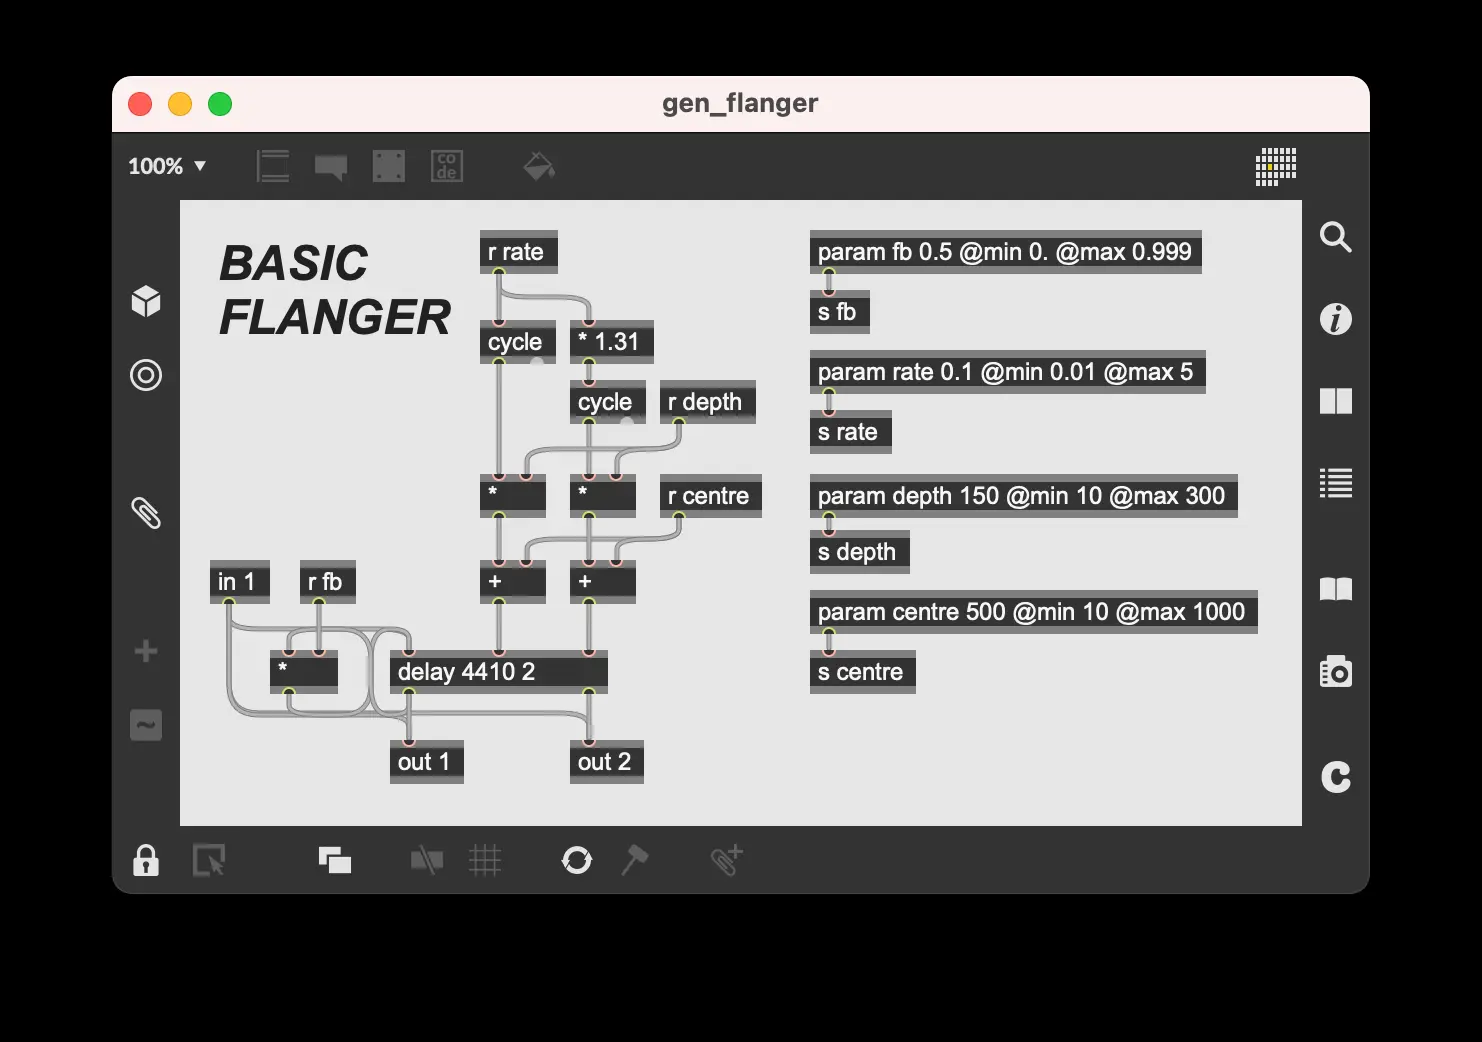 gen_flanger
100%
co
de
BASIC
FLANGER
r rate
cycle
* 1.31
cycle
r depth
*
*
r centre
in 1
r fb
+
+
*
delay 4410 2
out 1
out 2
param fb 0.5 @min 0. @max 0.999
s fb
param rate 0.1 @min 0.01 @max 5
s rate
param depth 150 @min 10 @max 300
s depth
param centre 500 @min 10 @max 1000
s centre